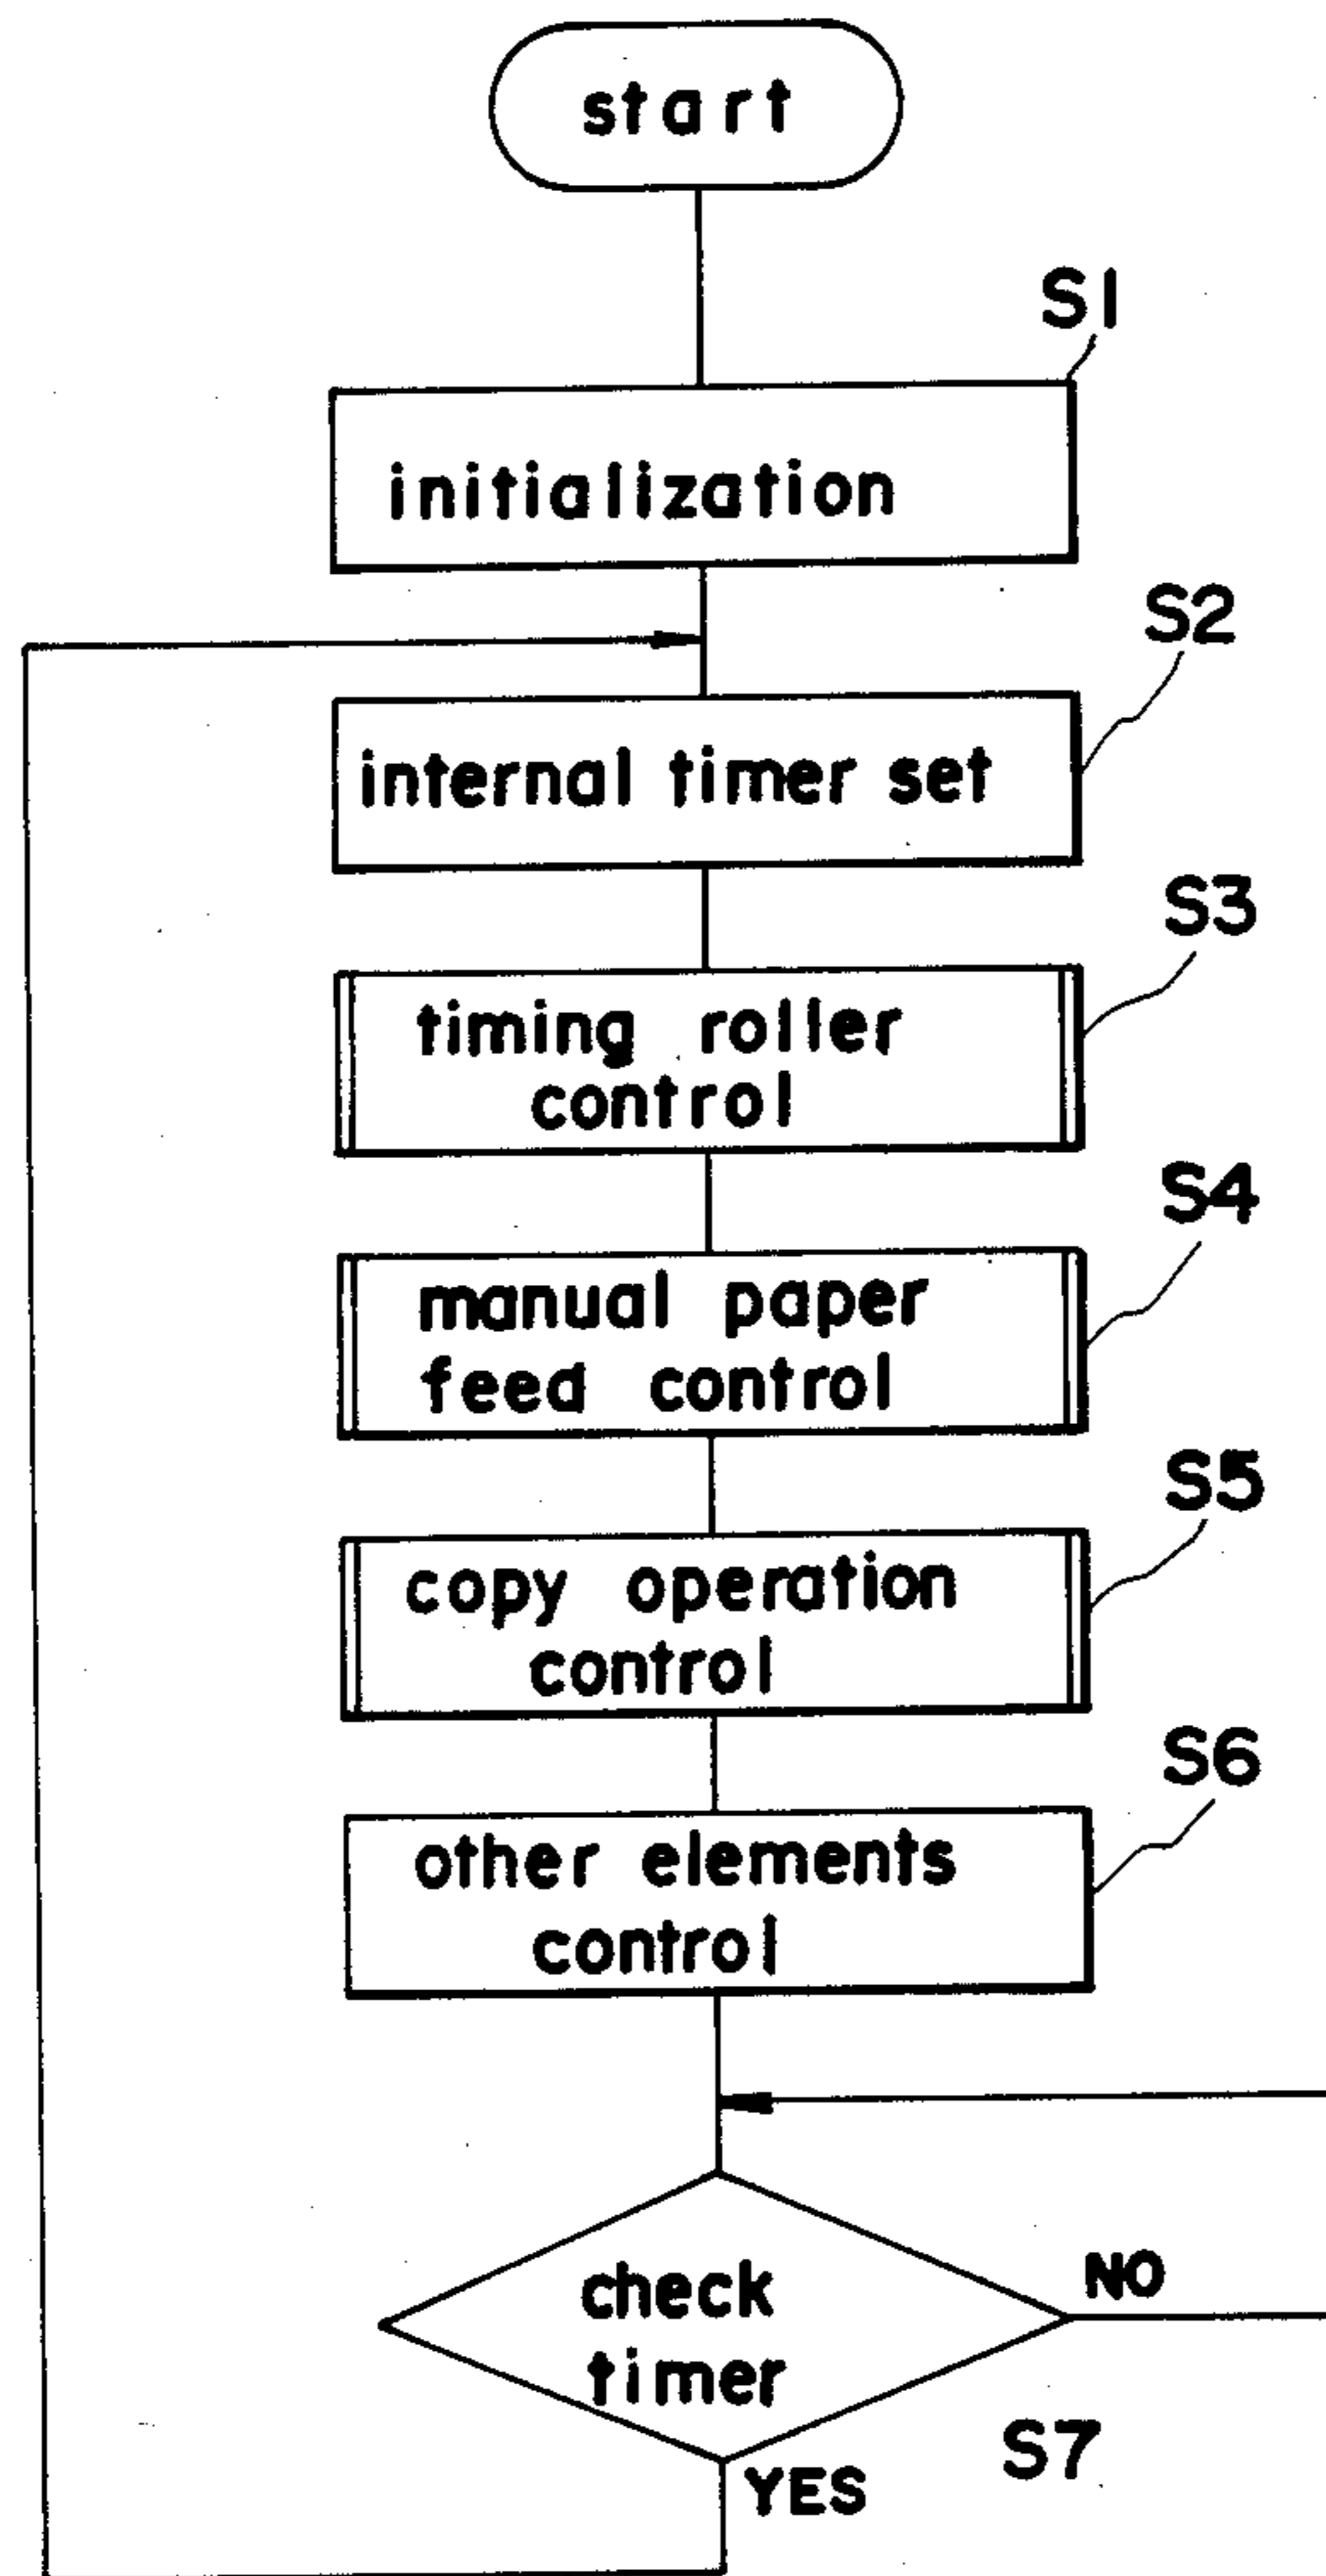 start
S1
initialization
S2
internal timer set
S3
timing roller
control
S4
manual paper
feed control
S5
copy operation
control
S6
other elements
control
check
timer
NO
S7
YES